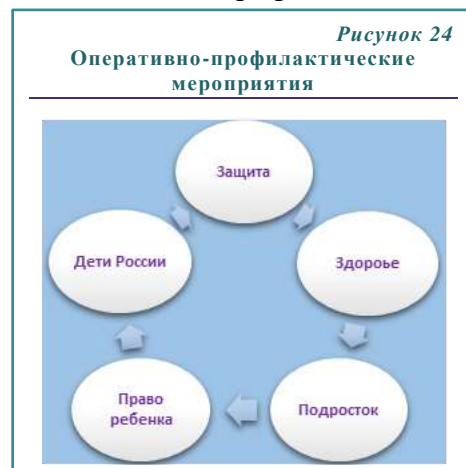 Рисунок 24
Оперативно-профилактические
мероприятия
Защита
Здоровье
Подросток
Право
ребенка
Дети России